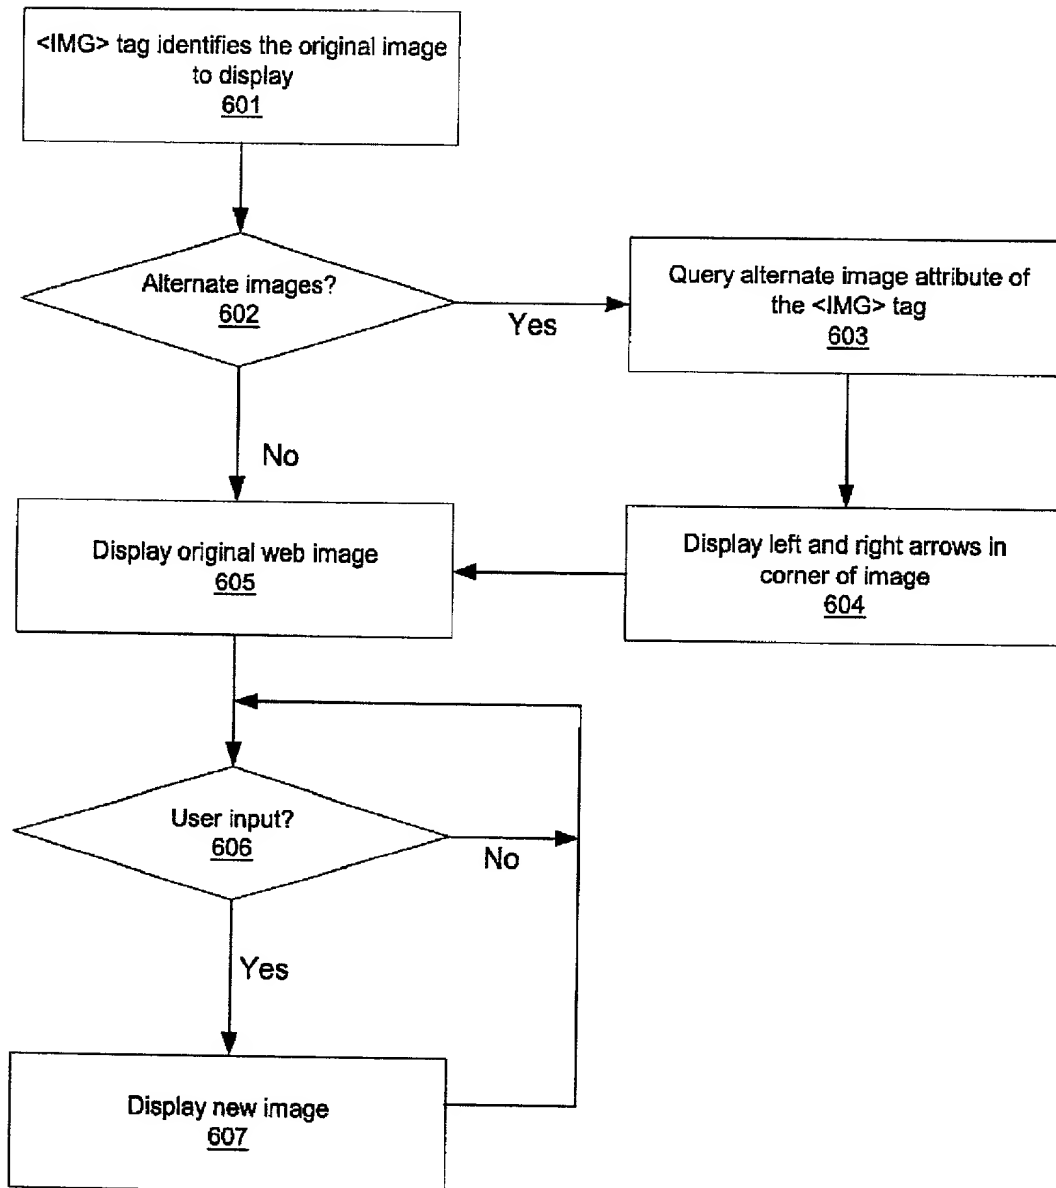 <IMG> tag identifies the original image
to display
601
Alternate images?
602
Yes
Query alternate image attribute of
the <IMG> tag
603
No
Display original web image
605
Display left and right arrows in
corner of image
604
User input?
606
No
Yes
Display new image
607